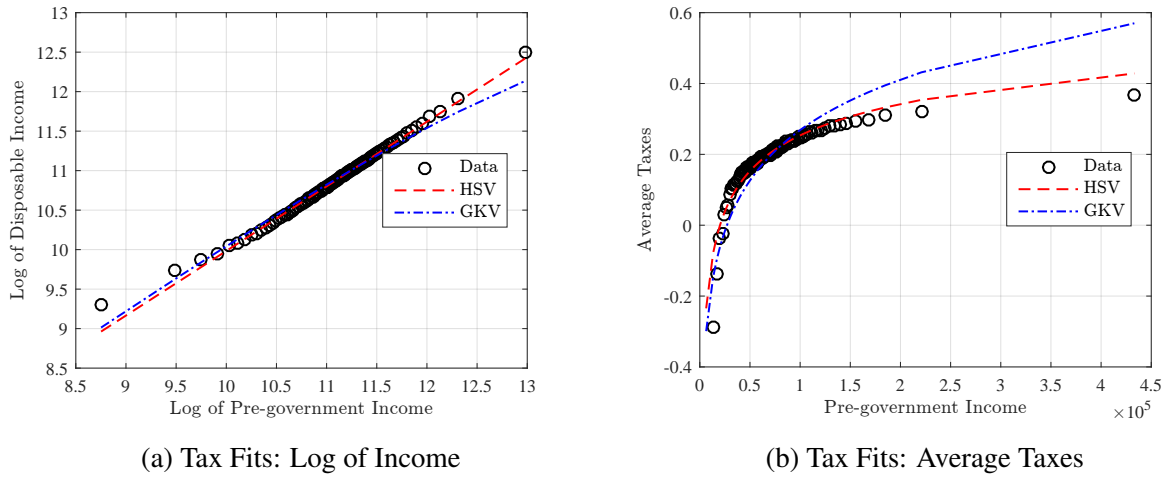 13
12.5
12
11.5
11
10.5
10
9.5
9
8.5
8.5 9 9.5 10 10.5 11 11.5 12 12.5 13
Log of Disposable Income
Log of Pre-government Income
Data
HSV
GKV
(a) Tax Fits: Log of Income
0.6
0.4
0.2
0
-0.2
-0.4
0 0.5 1 1.5 2 2.5 3 3.5 4 4.5
×10⁵
Average Taxes
Pre-government Income
Data
HSV
GKV
(b) Tax Fits: Average Taxes